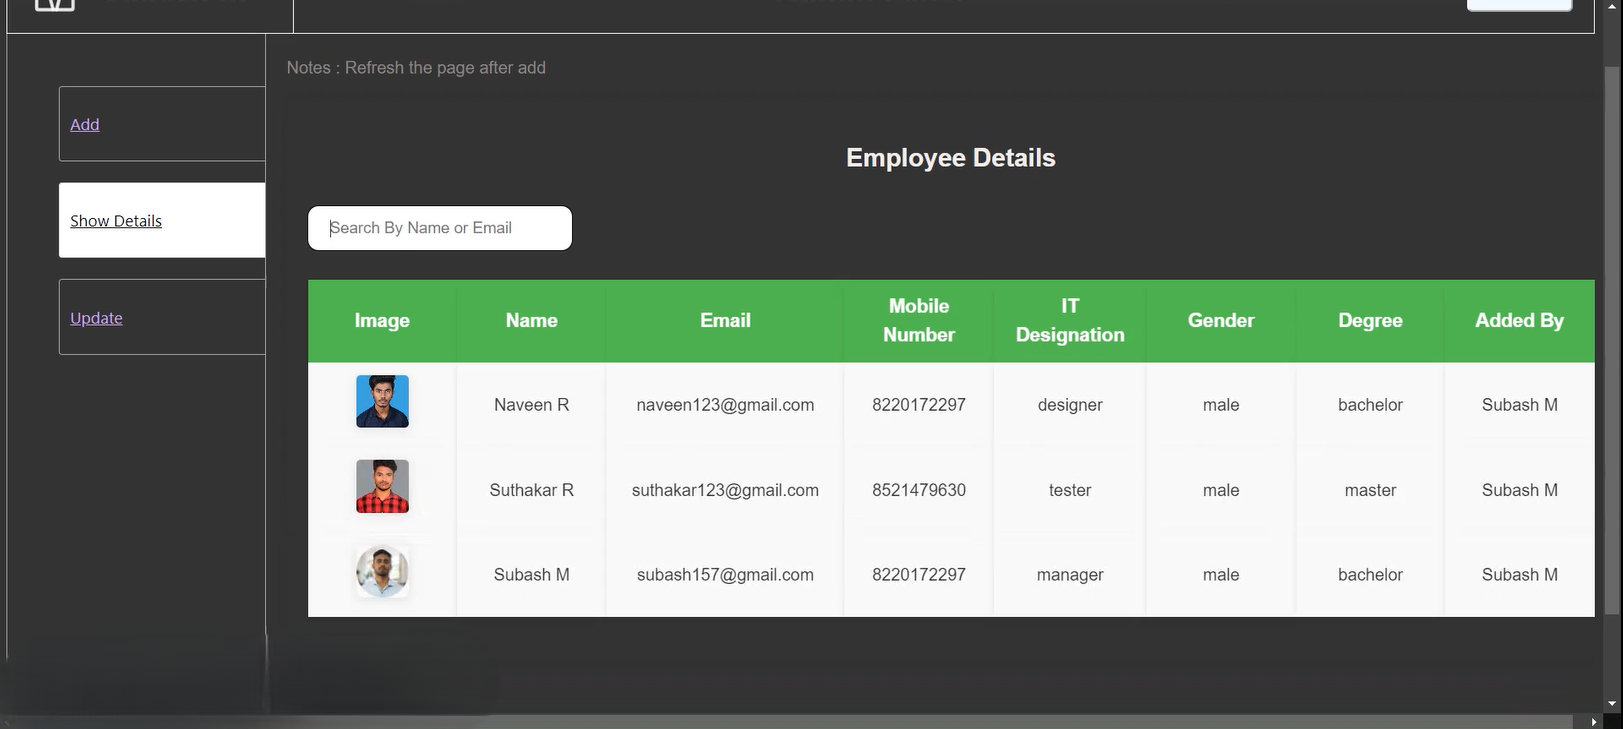 Notes : Refresh the page after add
Add
Show Details
Update
Employee Details
Search By Name or Email
Image Name Email Mobile Number IT Designation Gender Degree Added By
Naveen R naveen123@gmail.com 8220172297 designer male bachelor Subash M
Suthakar R suthakar123@gmail.com 8521479630 tester male master Subash M
Subash M subash157@gmail.com 8220172297 manager male bachelor Subash M